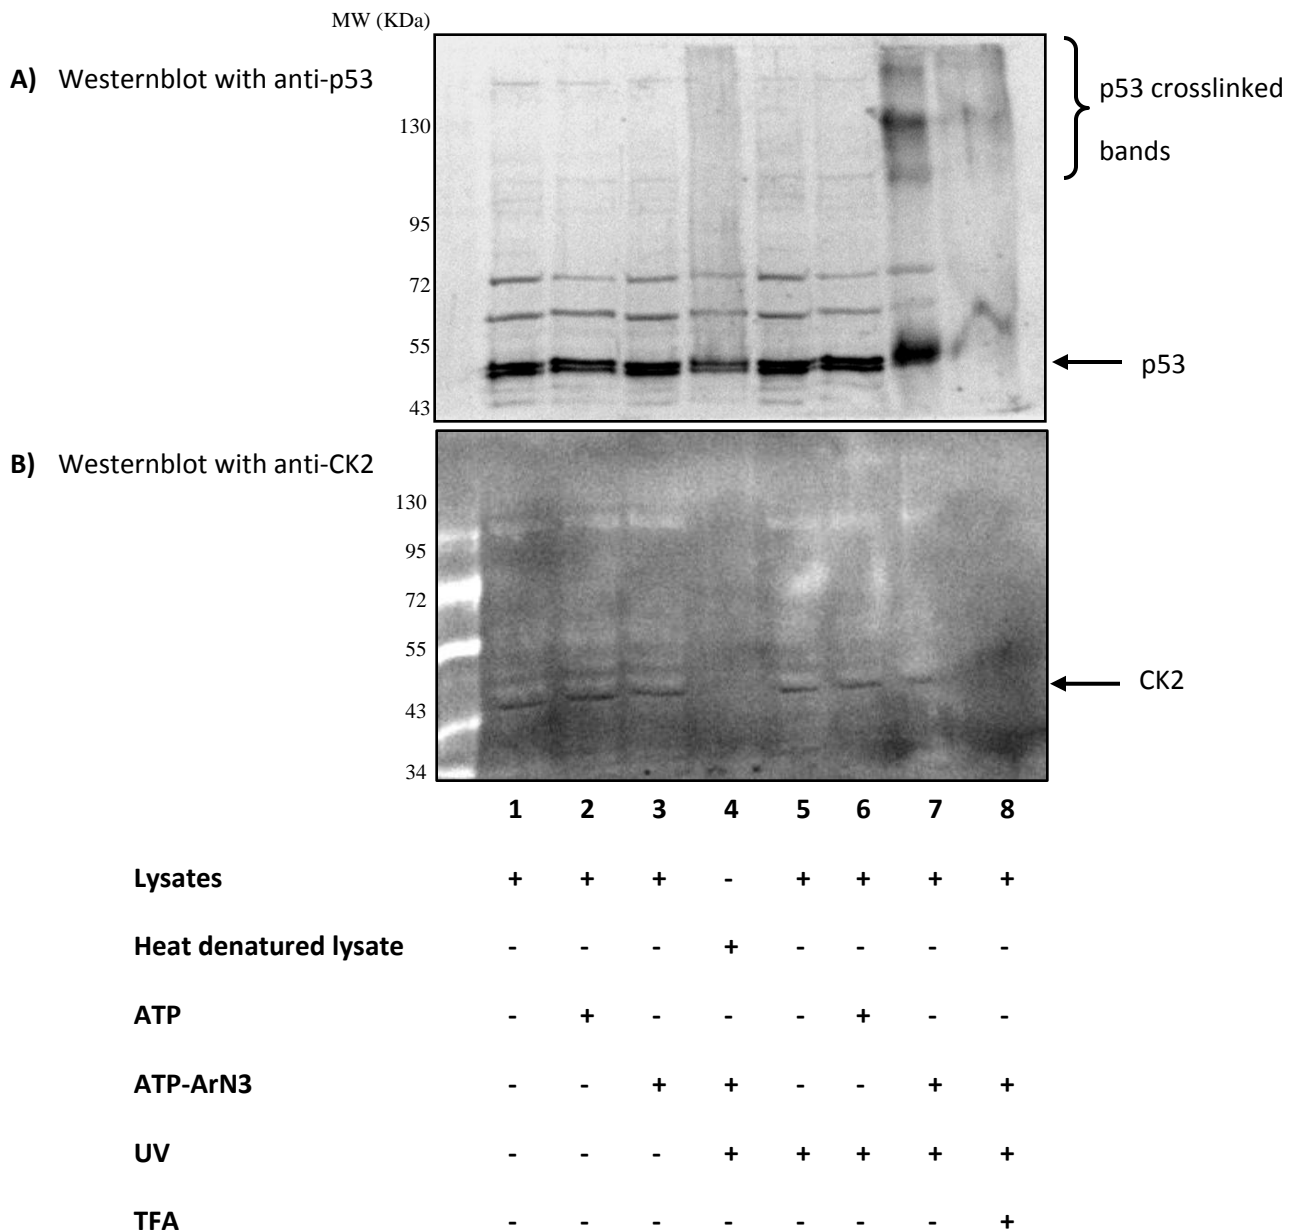 MW (KDa)
A) Westernblot with anti-p53
130
95
72
55
43
p53 crosslinked
bands
p53
B) Westernblot with anti-CK2
130
95
72
55
43
34
CK2
1 2 3 4 5 6 7 8
Lysates + + + - + + + +
Heat denatured lysate - - - + - - - -
ATP - + - - - + - -
ATP-ArN3 - - + + - - + +
UV - - - + + + + +
TFA - - - - - - - +